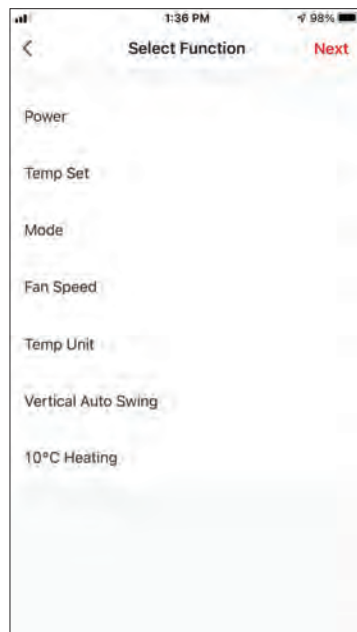 1:36 PM
98%
Select Function
Next
Power
Temp Set
Mode
Fan Speed
Temp Unit
Vertical Auto Swing
10°C Heating